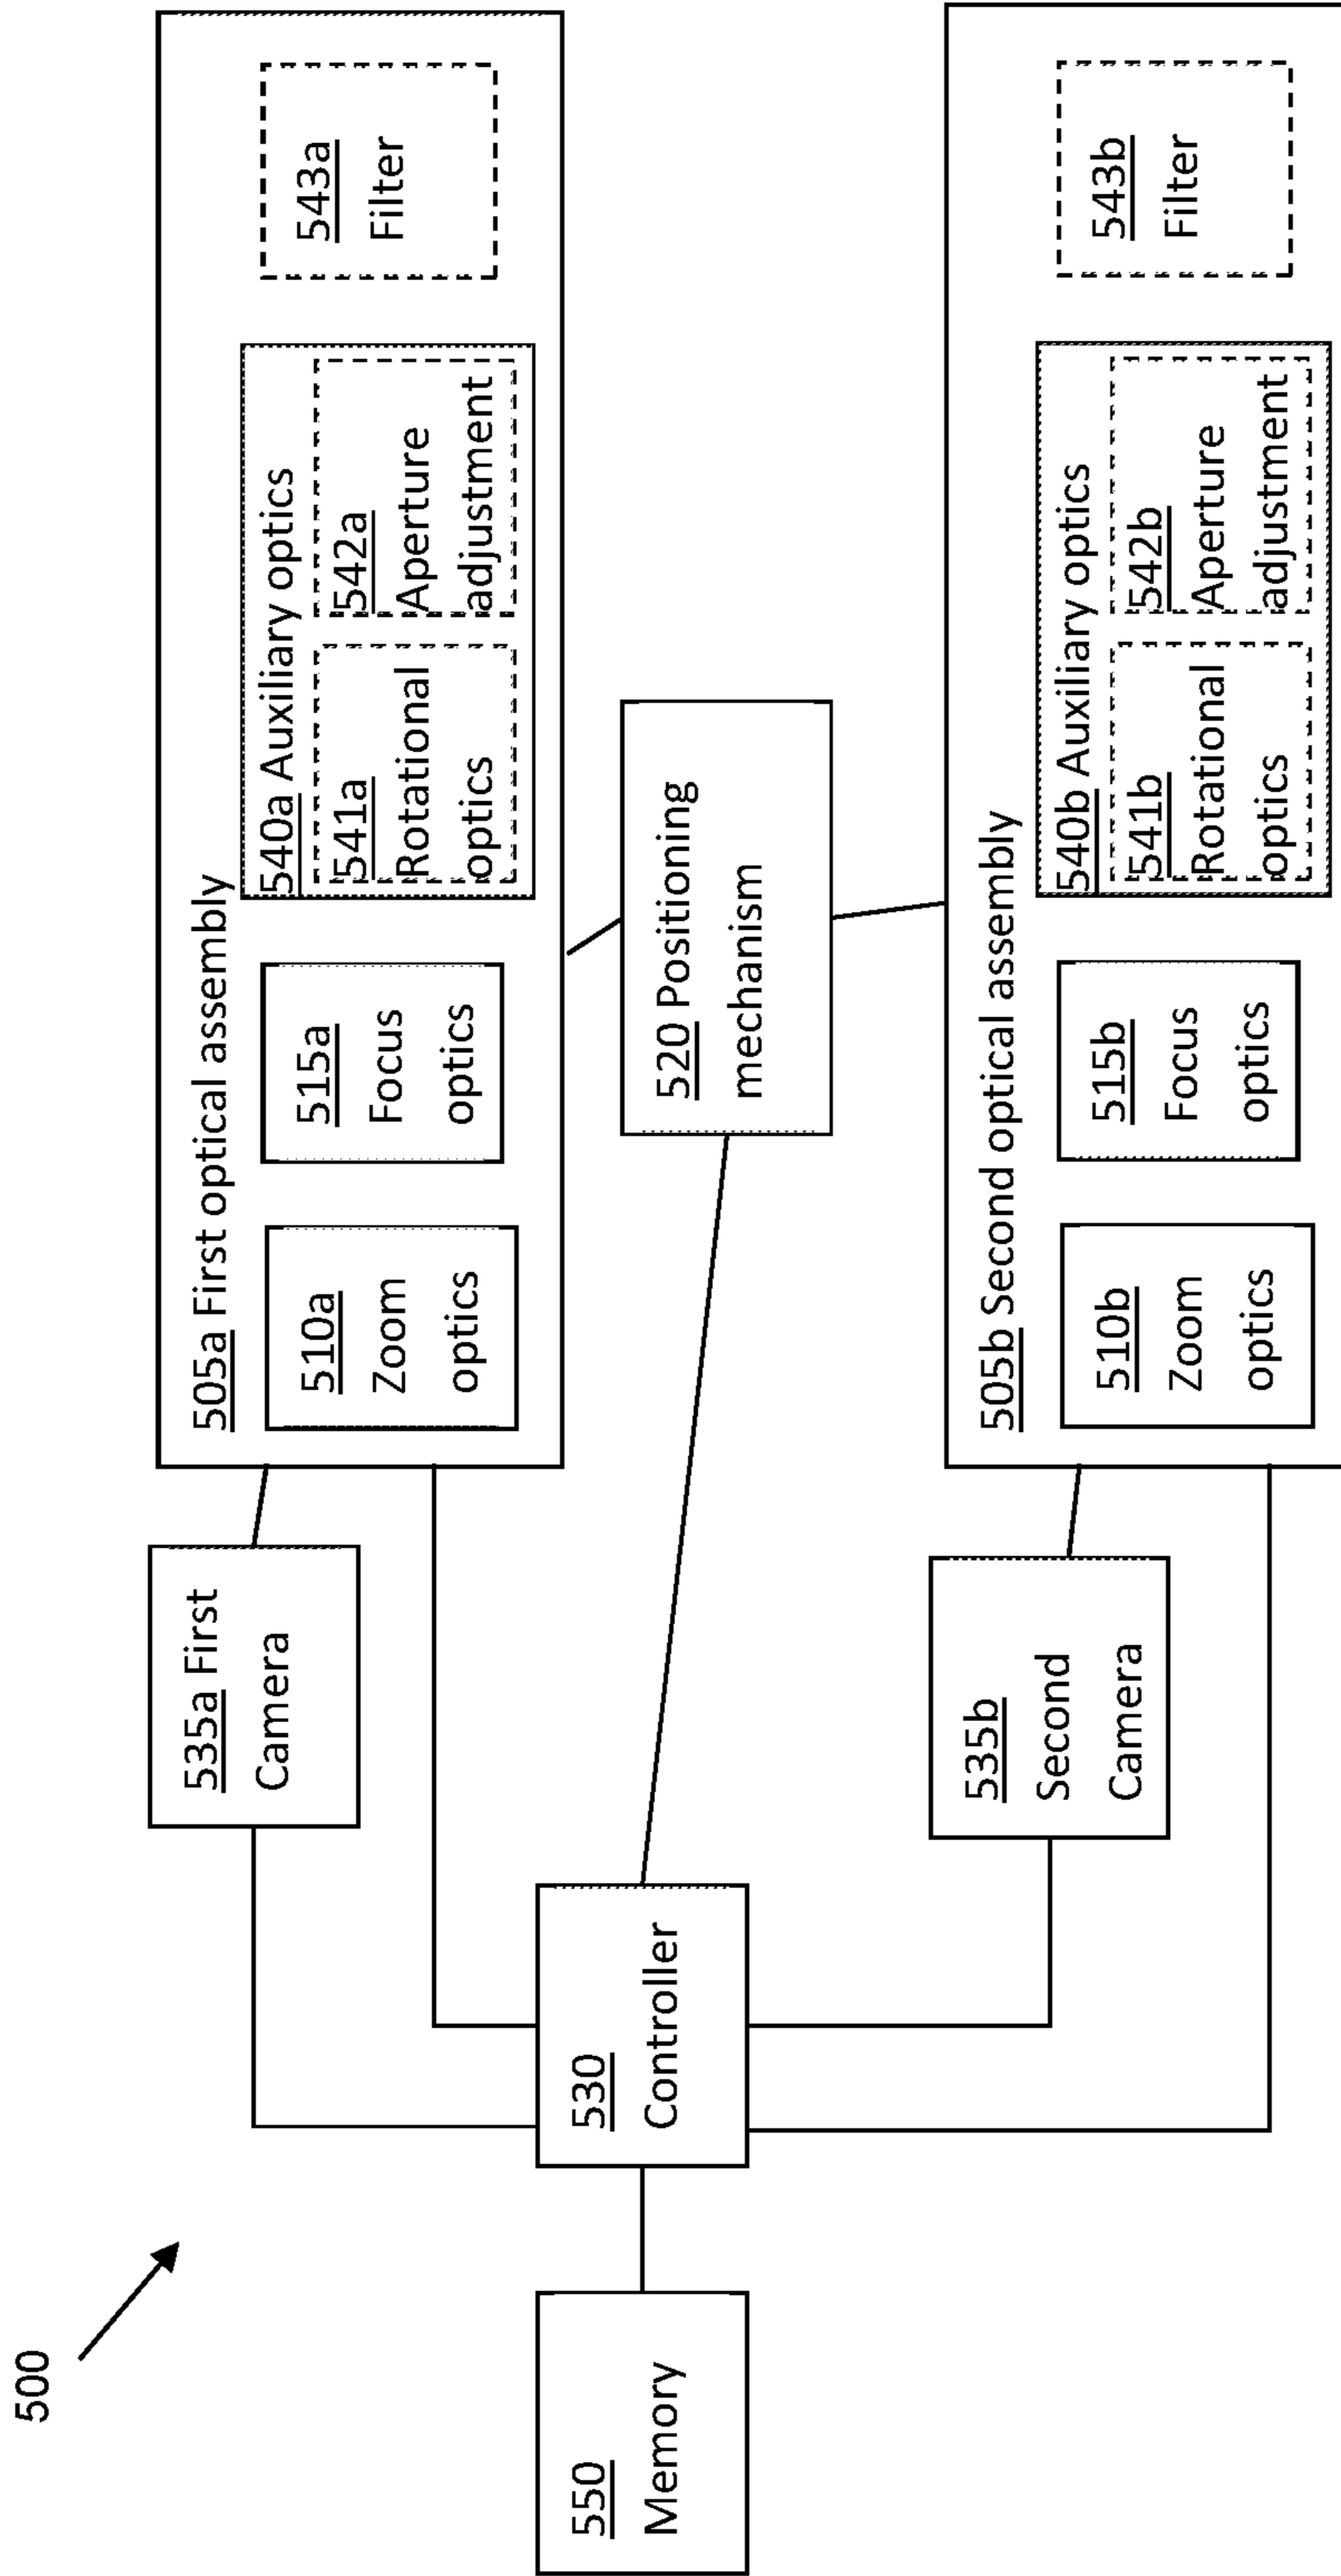 500
550
Memory
530
Controller
535a First
Camera
535b
Second
Camera
520 Positioning
mechanism
505a First optical assembly
510a
Zoom
optics
515a
Focus
optics
540a Auxiliary optics
541a
Rotational
optics
542a
Aperture
adjustment
543a
Filter
505b Second optical assembly
510b
Zoom
optics
515b
Focus
optics
540b Auxiliary optics
541b
Rotational
optics
542b
Aperture
adjustment
543b
Filter